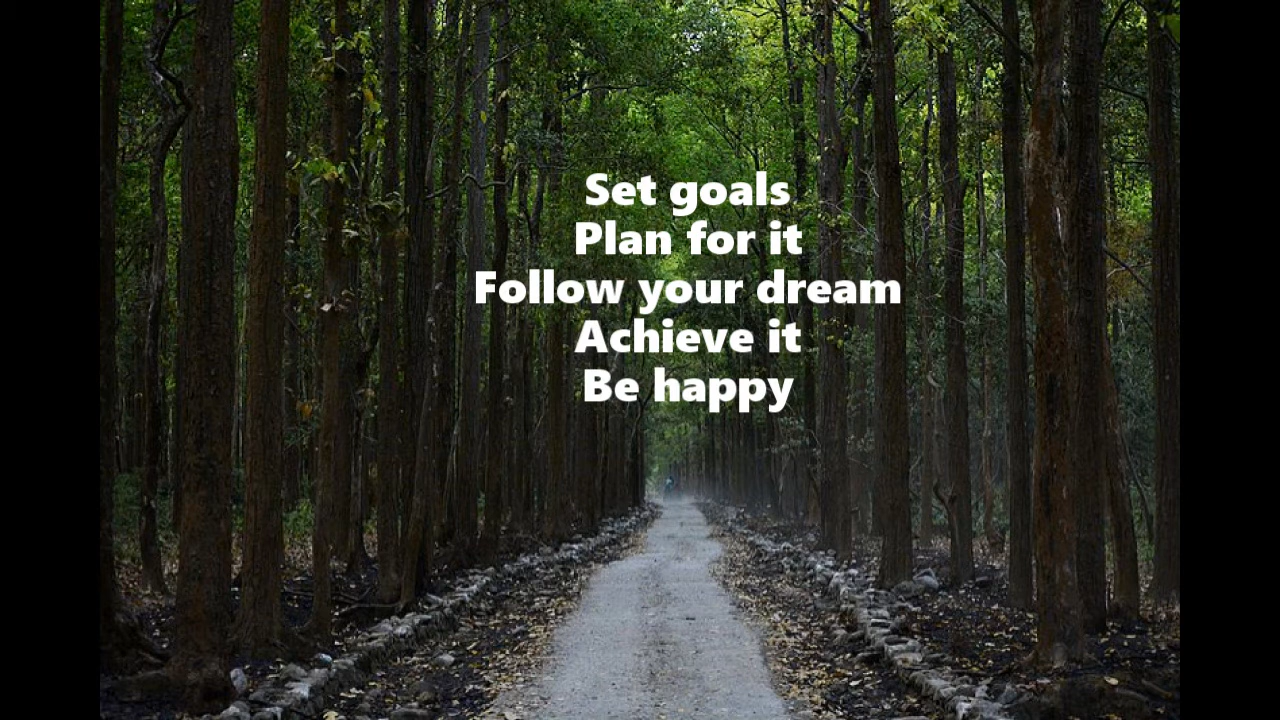 Set goals
Plan for it
Follow your dream
Achieve it
Be happy